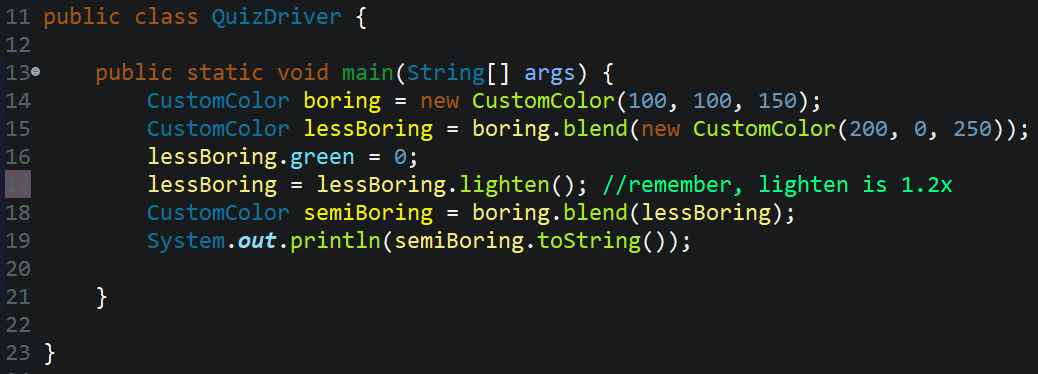 11 public class QuizDriver {
12
13 public static void main(String[] args) {
14 CustomColor boring = new CustomColor(100, 100, 150);
15 CustomColor lessBoring = boring.blend(new CustomColor(200, 0, 250));
16 lessBoring.green = 0;
17 lessBoring = lessBoring.lighten(); //remember, lighten is 1.2x
18 CustomColor semiBoring = boring.blend(lessBoring);
19 System.out.println(semiBoring.toString());
20
21 }
22
23 }